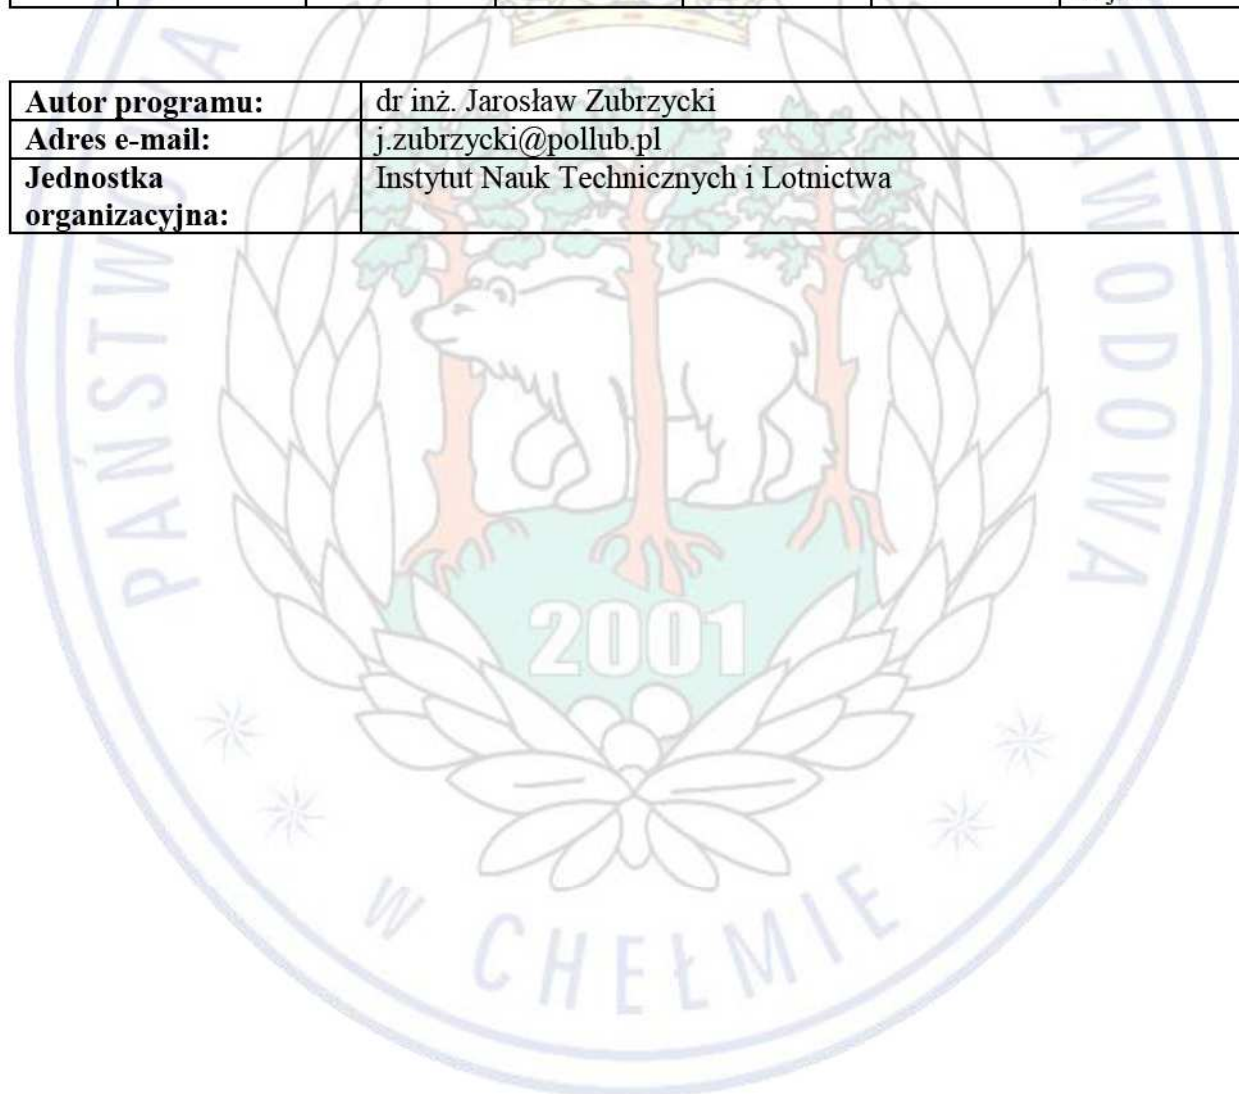 Autor programu: dr inż. Jarosław Zubrzycki
Adres e-mail: j.zubrzycki@pollub.pl
Jednostka organizacyjna: Instytut Nauk Technicznych i Lotnictwa
PAŃSTWOWA
ZAWODOWA
W CHEŁMIE
2001